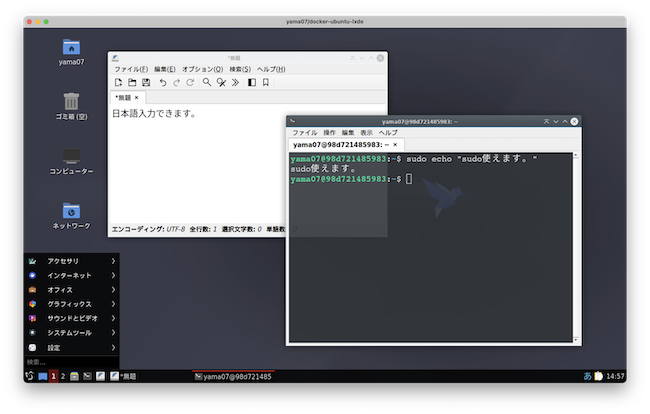 yama07/docker-ubuntu-lxde
yama07
ゴミ箱 (空)
コンピューター
ネットワーク
*無題
ファイル(F) 編集(E) オプション(O) 検索(S) ヘルプ(H)
*無題 ×
日本語入力できます。
エンコーディング: UTF-8 全行数: 1 選択文字数: 0 単語数
yama07@98d721485983: ~
ファイル 操作 編集 表示 ヘルプ
yama07@98d721485983: ~ ×
yama07@98d721485983:~$ sudo echo "sudo使えます。"
sudo使えます。
yama07@98d721485983:~$
アクセサリ
インターネット
オフィス
グラフィックス
サウンドとビデオ
システムツール
設定
検索...
1 2 *無題 yama07@98d721485 あ 14:57